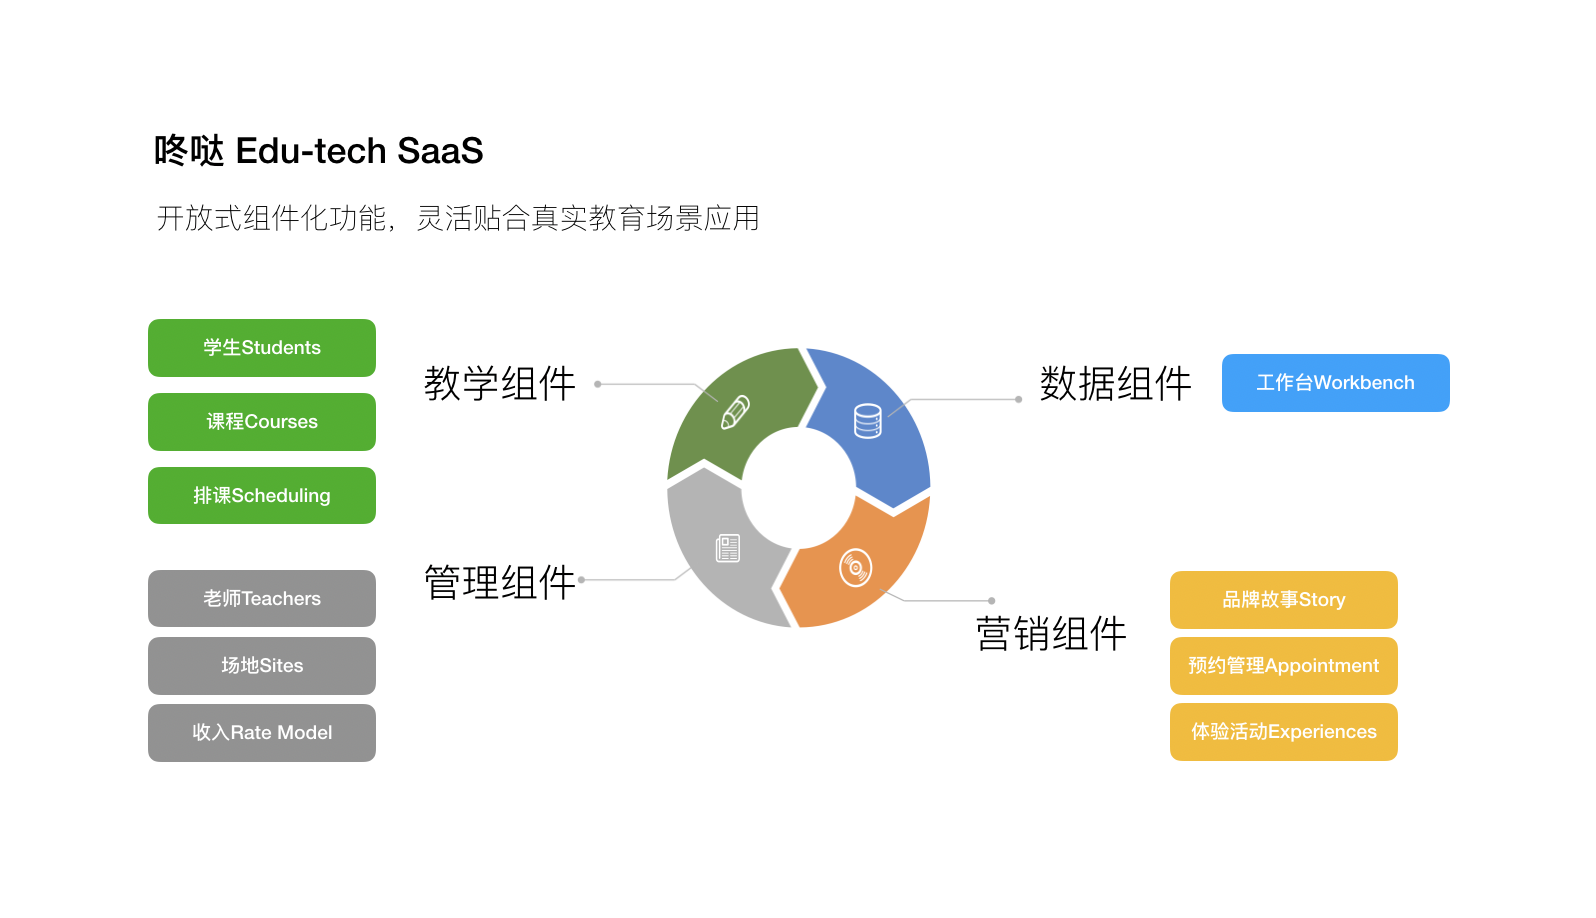 咚哒 Edu-tech SaaS
开放式组件化功能，灵活贴合真实教育场景应用
学生Students
课程Courses
排课Scheduling
教学组件
数据组件
工作台Workbench
老师Teachers
场地Sites
收入Rate Model
管理组件
营销组件
品牌故事Story
预约管理Appointment
体验活动Experiences